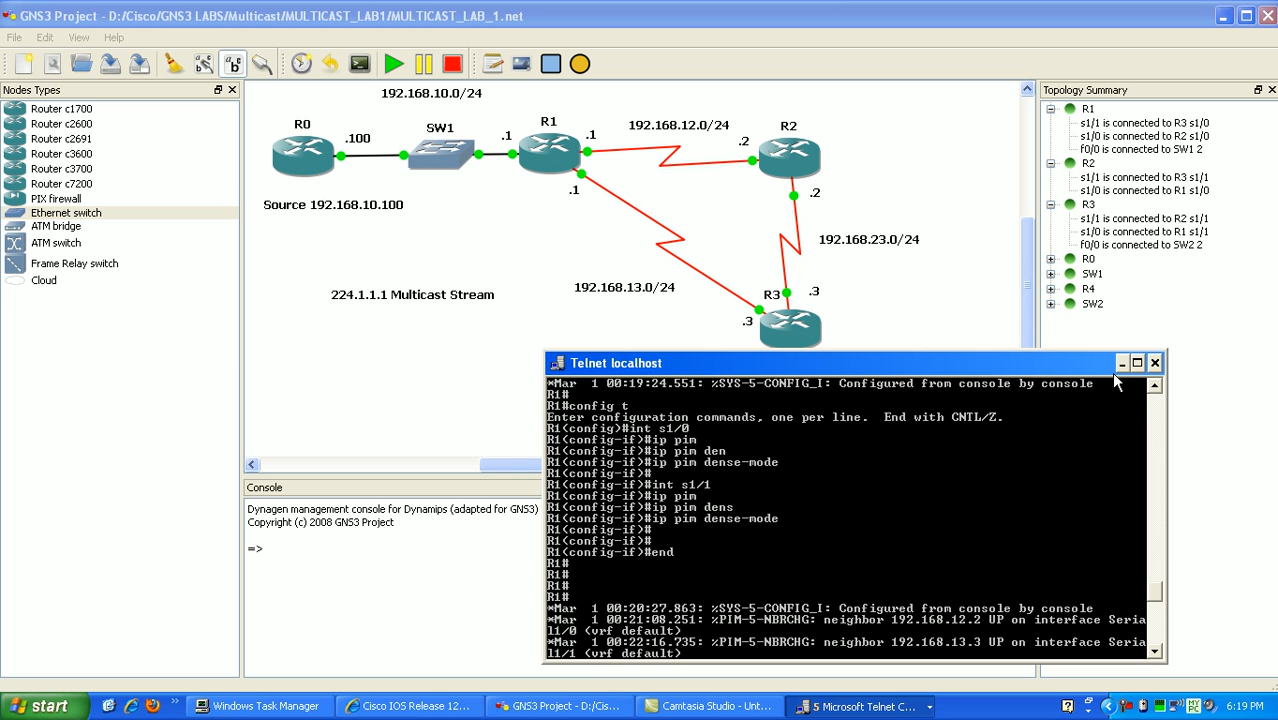 GNS3 Project - D:/Cisco/GNS3 LABS/Multicast/MULTICAST_LAB1/MULTICAST_LAB_1.net
File Edit View Help
Nodes Types
Router c1700
Router c2600
Router c2691
Router c3600
Router c3700
Router c7200
PIX firewall
Ethernet switch
ATM bridge
ATM switch
Frame Relay switch
Cloud
192.168.10.0/24
R0
.100
SW1
.1
R1
.1
192.168.12.0/24
R2
.2
.1
.2
Source 192.168.10.100
192.168.23.0/24
192.168.13.0/24
224.1.1.1 Multicast Stream
R3
.3
.3
Topology Summary
R1
s1/1 is connected to R3 s1/0
s1/0 is connected to R2 s1/0
f0/0 is connected to SW1 2
R2
s1/1 is connected to R3 s1/1
s1/0 is connected to R1 s1/0
R3
s1/1 is connected to R2 s1/1
s1/0 is connected to R1 s1/1
f0/0 is connected to SW2 2
R0
SW1
R4
SW2
Console
Dynagen management console for Dynamips (adapted for GNS3)
Copyright (c) 2008 GNS3 Project
=>
Telnet localhost
*Mar  1 00:19:24.551: %SYS-5-CONFIG_I: Configured from console by console
R1#
R1#config t
Enter configuration commands, one per line.  End with CNTL/Z.
R1(config)#int s1/0
R1(config-if)#ip pim
R1(config-if)#ip pim den
R1(config-if)#ip pim dense-mode
R1(config-if)#
R1(config-if)#int s1/1
R1(config-if)#ip pim
R1(config-if)#ip pim dens
R1(config-if)#ip pim dense-mode
R1(config-if)#
R1(config-if)#
R1(config-if)#end
R1#
R1#
R1#
R1#
*Mar  1 00:20:27.863: %SYS-5-CONFIG_I: Configured from console by console
*Mar  1 00:21:08.251: %PIM-5-NBRCHG: neighbor 192.168.12.2 UP on interface Seria
l1/0 (vrf default)
*Mar  1 00:22:16.735: %PIM-5-NBRCHG: neighbor 192.168.13.3 UP on interface Seria
l1/1 (vrf default)
start
Windows Task Manager
Cisco IOS Release 12...
GNS3 Project - D:/Cis...
Camtasia Studio - Unt...
5 Microsoft Telnet C...
6:19 PM